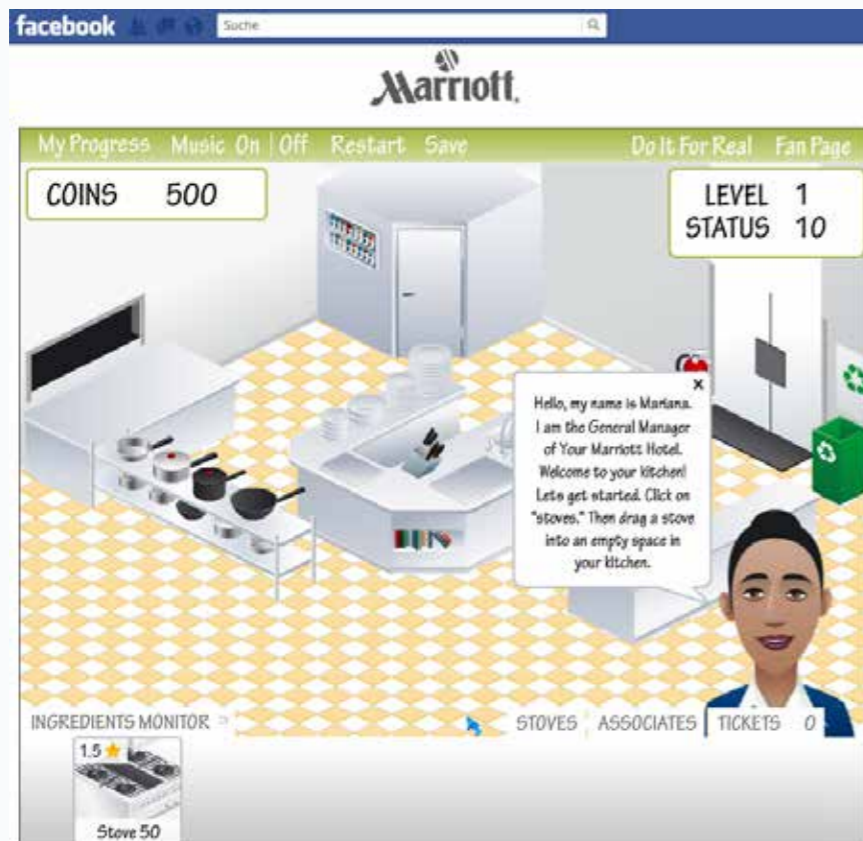 facebook
Suche
Marriott
My Progress Music On | Off Restart Save Do It For Real Fan Page
COINS 500
LEVEL 1
STATUS 10
x
Hello, my name is Mariana.
I am the General Manager
of Your Marriott Hotel.
Welcome to your kitchen!
Lets get started. Click on
"stoves." Then drag a stove
into an empty space in
your kitchen.
INGREDIENTS MONITOR
STOVES ASSOCIATES TICKETS 0
1.5
Stove 50